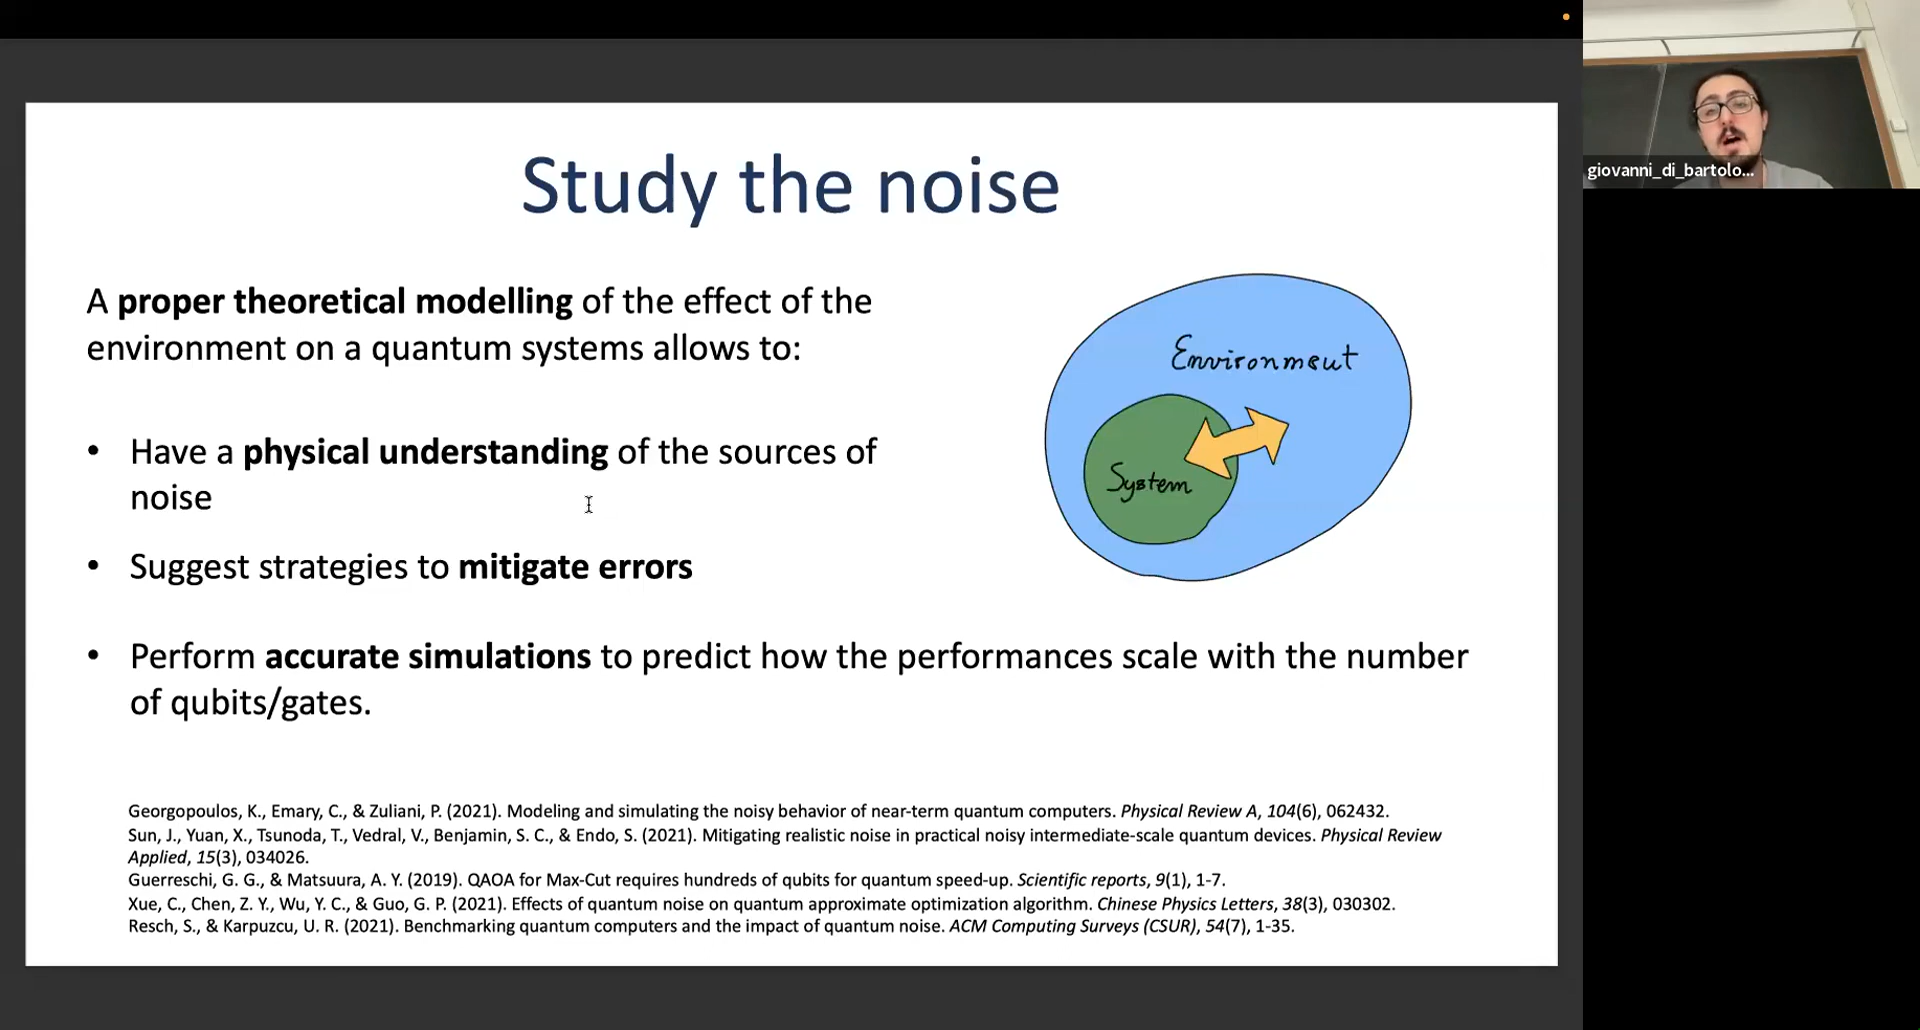 Study the noise
A proper theoretical modelling of the effect of the
environment on a quantum systems allows to:
• Have a physical understanding of the sources of
noise
• Suggest strategies to mitigate errors
• Perform accurate simulations to predict how the performances scale with the number
of qubits/gates.
Environment
System
Georgopoulos, K., Emary, C., & Zuliani, P. (2021). Modeling and simulating the noisy behavior of near-term quantum computers. Physical Review A, 104(6), 062432.
Sun, J., Yuan, X., Tsunoda, T., Vedral, V., Benjamin, S. C., & Endo, S. (2021). Mitigating realistic noise in practical noisy intermediate-scale quantum devices. Physical Review
Applied, 15(3), 034026.
Guerreschi, G. G., & Matsuura, A. Y. (2019). QAOA for Max-Cut requires hundreds of qubits for quantum speed-up. Scientific reports, 9(1), 1-7.
Xue, C., Chen, Z. Y., Wu, Y. C., & Guo, G. P. (2021). Effects of quantum noise on quantum approximate optimization algorithm. Chinese Physics Letters, 38(3), 030302.
Resch, S., & Karpuzcu, U. R. (2021). Benchmarking quantum computers and the impact of quantum noise. ACM Computing Surveys (CSUR), 54(7), 1-35.
giovanni_di_bartolo...